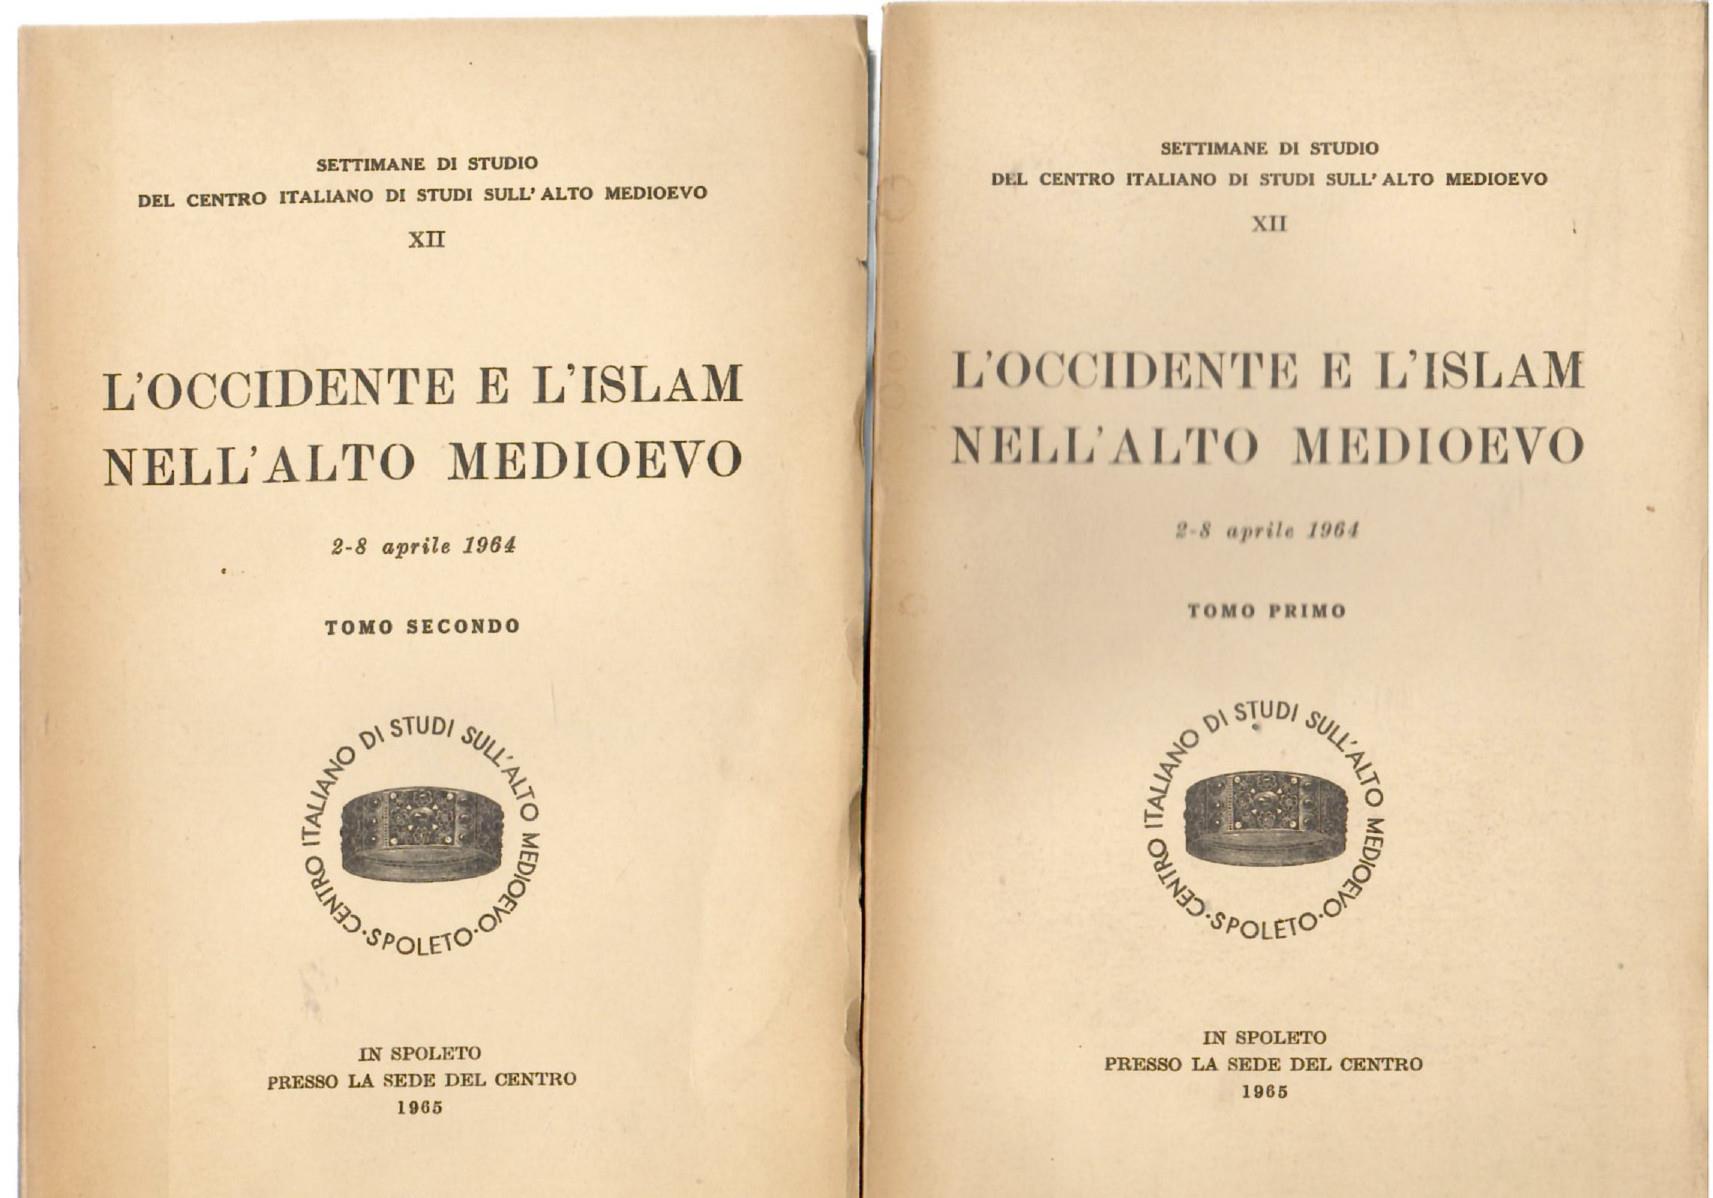 SETTIMANE DI STUDIO
DEL CENTRO ITALIANO DI STUDI SULL'ALTO MEDIOEVO
XII
L'OCCIDENTE E L'ISLAM
NELL'ALTO MEDIOEVO
2-8 aprile 1964
TOMO SECONDO
CENTRO ITALIANO DI STUDI SULL'ALTO MEDIOEVO · SPOLETO ·
IN SPOLETO
PRESSO LA SEDE DEL CENTRO
1965
SETTIMANE DI STUDIO
DEL CENTRO ITALIANO DI STUDI SULL'ALTO MEDIOEVO
XII
L'OCCIDENTE E L'ISLAM
NELL'ALTO MEDIOEVO
2-8 aprile 1964
TOMO PRIMO
CENTRO ITALIANO DI STUDI SULL'ALTO MEDIOEVO · SPOLETO ·
IN SPOLETO
PRESSO LA SEDE DEL CENTRO
1965